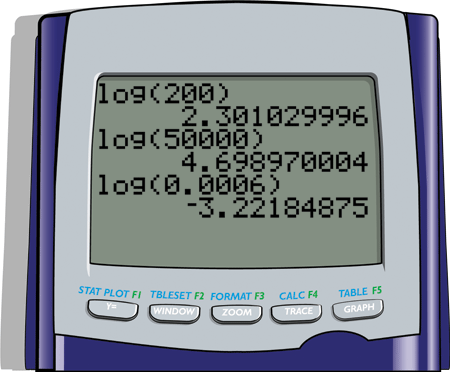 log(200)
2.301029996
log(50000)
4.698970004
log(0.0006)
-3.22184875
STAT PLOT F1 TBLSET F2 FORMAT F3 CALC F4 TABLE F5
Y= WINDOW ZOOM TRACE GRAPH